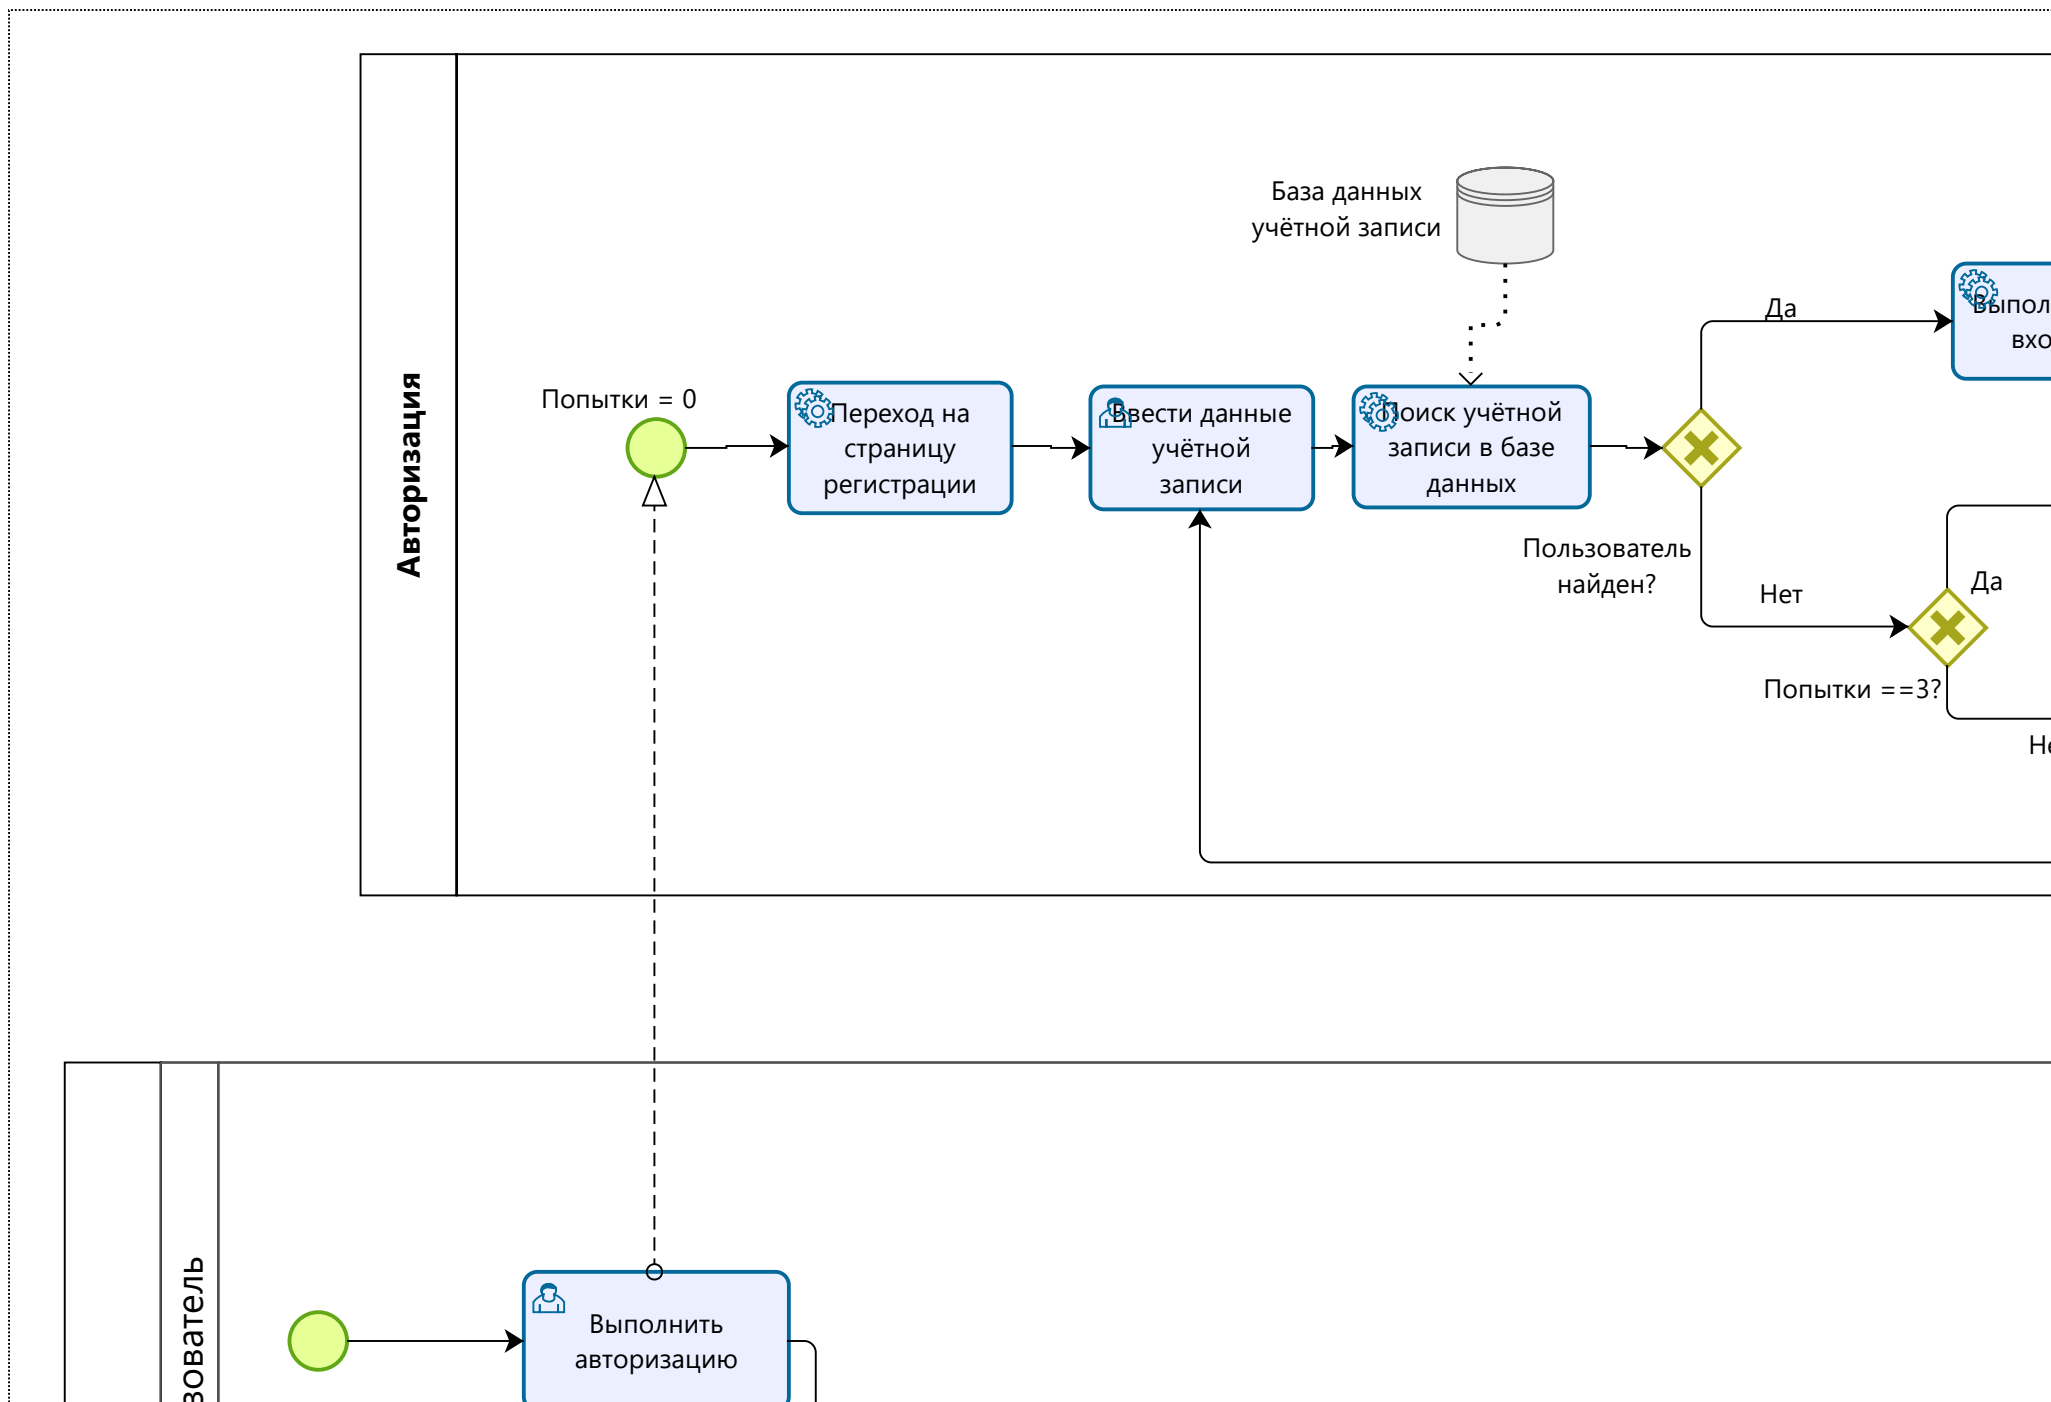 База данных
учётной записи
Да
Попытки = 0
Переход на
страницу
регистрации
Ввести данные
учётной
записи
Поиск учётной
записи в базе
данных
Авторизация
Пользователь
найден?
Нет
Да
Попытки ==3?
Выполнить
авторизацию